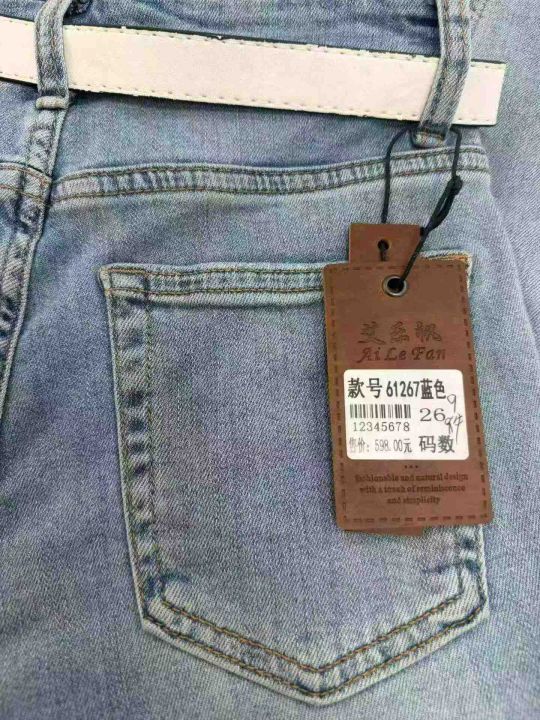 艾乐帆
Ai Le Fan
款号 61267蓝色
26
12345678
售价: 598.00元 码数
Fashionable and natural design
with a touch of reminiscence
and simplicity